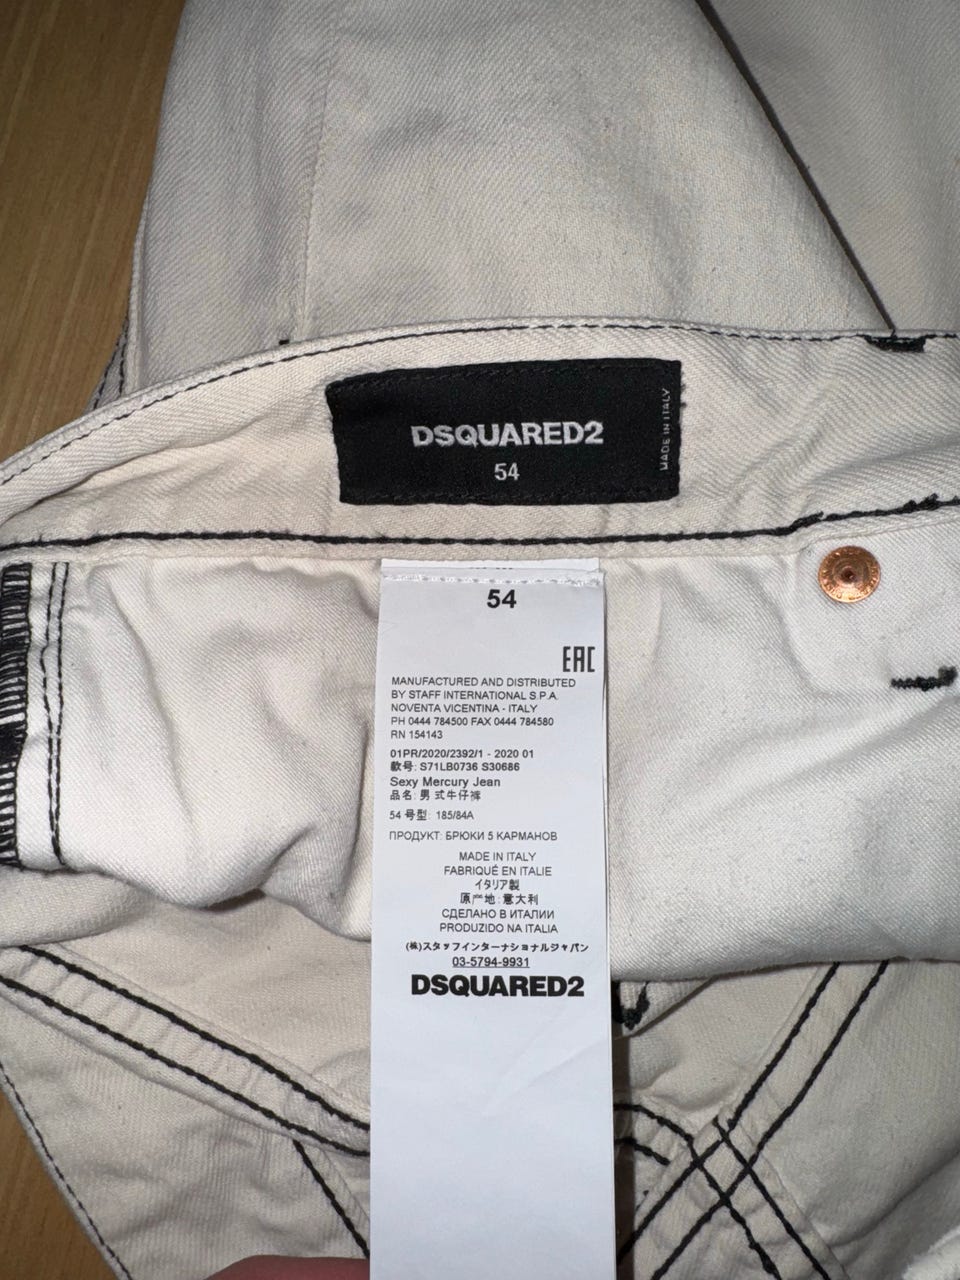 DSQUARED2
54
MADE IN ITALY
54
EAC
MANUFACTURED AND DISTRIBUTED
BY STAFF INTERNATIONAL S.P.A.
NOVENTA VICENTINA - ITALY
PH 0444 784500 FAX 0444 784580
RN 154143
01PR/2020/2392/1 - 2020 01
款号: S71LB0736 S30686
Sexy Mercury Jean
品名: 男 式牛仔裤
54 号型: 185/84A
ПРОДУКТ: БРЮКИ 5 КАРМАНОВ
MADE IN ITALY
FABRIQUÉ EN ITALIE
イタリア製
原产地: 意大利
СДЕЛАНО В ИТАЛИИ
PRODUZIDO NA ITALIA
(株)スタッフインターナショナルジャパン
03-5794-9931
DSQUARED2